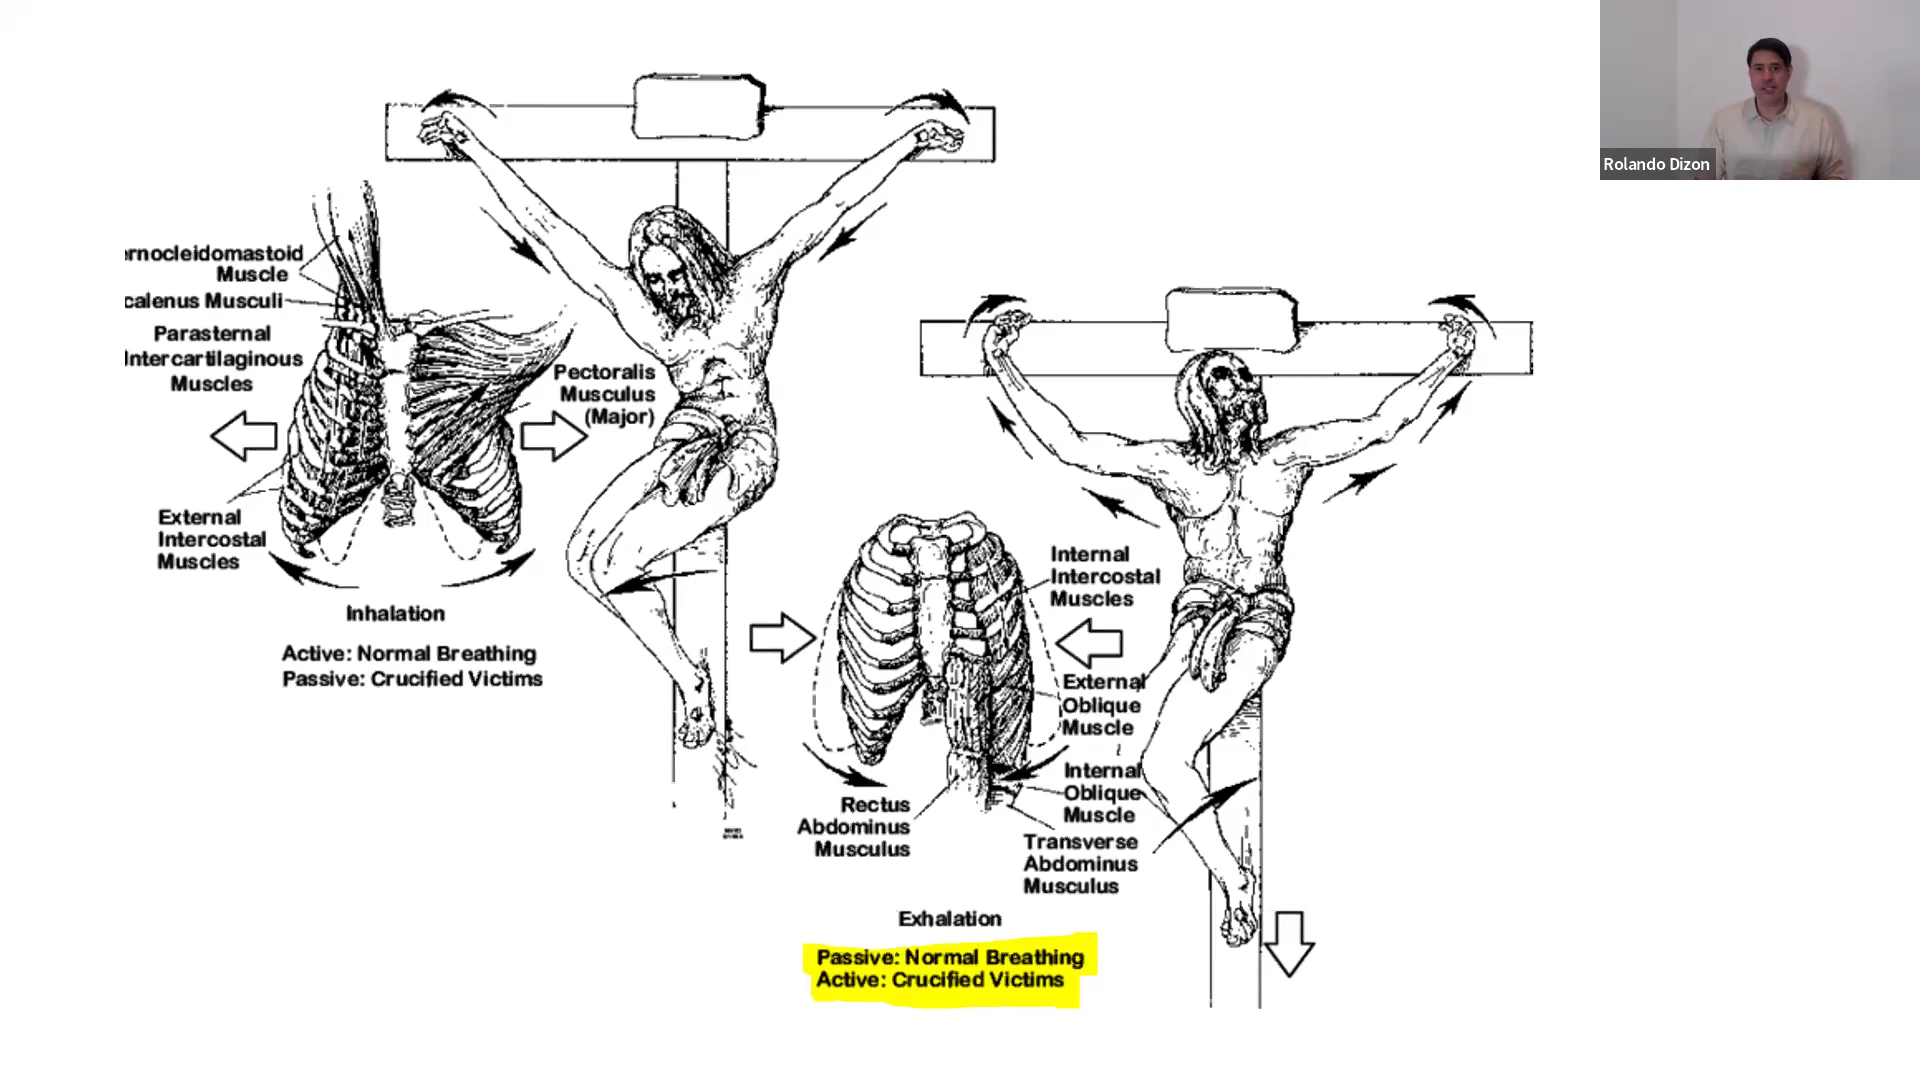 Rolando Dizon
ernocleidomastoid
Muscle
calenus Musculi
Parasternal
Intercartilaginous
Muscles
Pectoralis
Musculus
(Major)
External
Intercostal
Muscles
Inhalation
Active: Normal Breathing
Passive: Crucified Victims
Internal
Intercostal
Muscles
External
Oblique
Muscle
Internal
Oblique
Muscle
Rectus
Abdominus
Musculus
Transverse
Abdominus
Musculus
Exhalation
Passive: Normal Breathing
Active: Crucified Victims